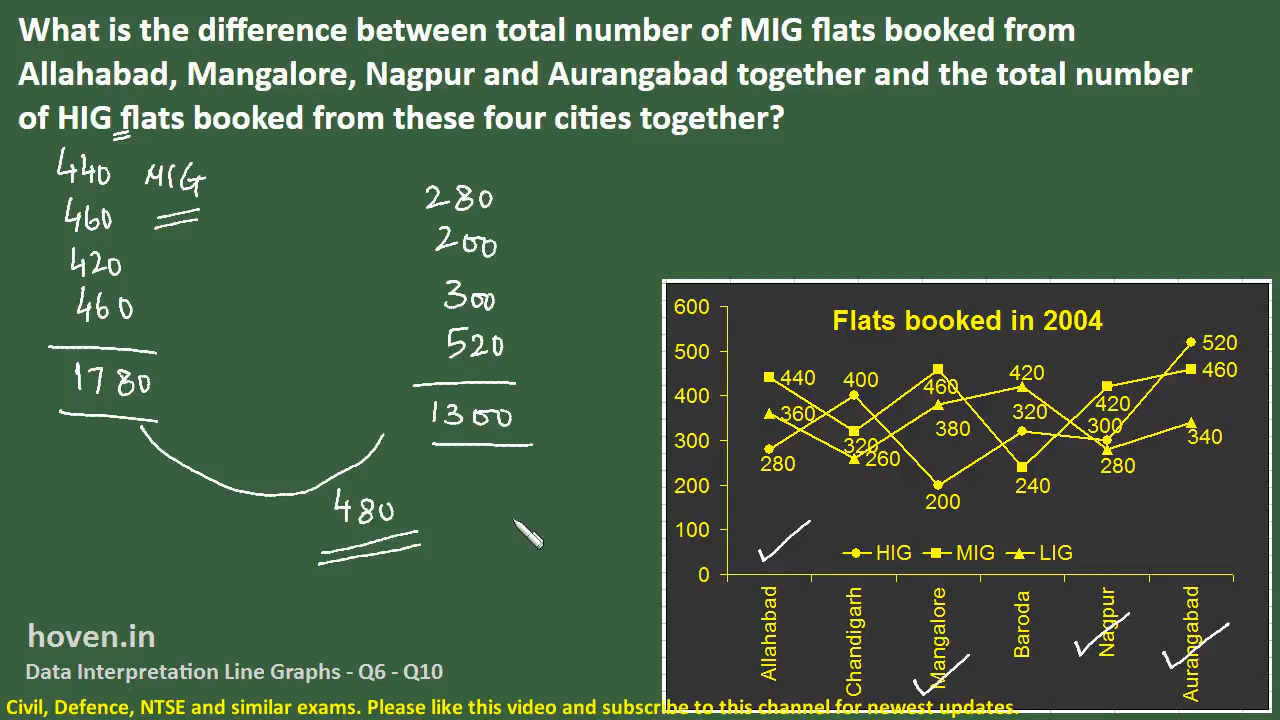 What is the difference between total number of MIG flats booked from
Allahabad, Mangalore, Nagpur and Aurangabad together and the total number
of HIG flats booked from these four cities together?
440 MIG
460
420
460
1780
280
200
300
520
1300
480
Flats booked in 2004
600
500
400
300
200
100
0
440
360
280
400
320
260
460
380
200
420
320
240
420
300
280
520
460
340
HIG MIG LIG
Allahabad
Chandigarh
Mangalore
Baroda
Nagpur
Aurangabad
hoven.in
Data Interpretation Line Graphs - Q6 - Q10
Civil, Defence, NTSE and similar exams. Please like this video and subscribe to this channel for newest updates.